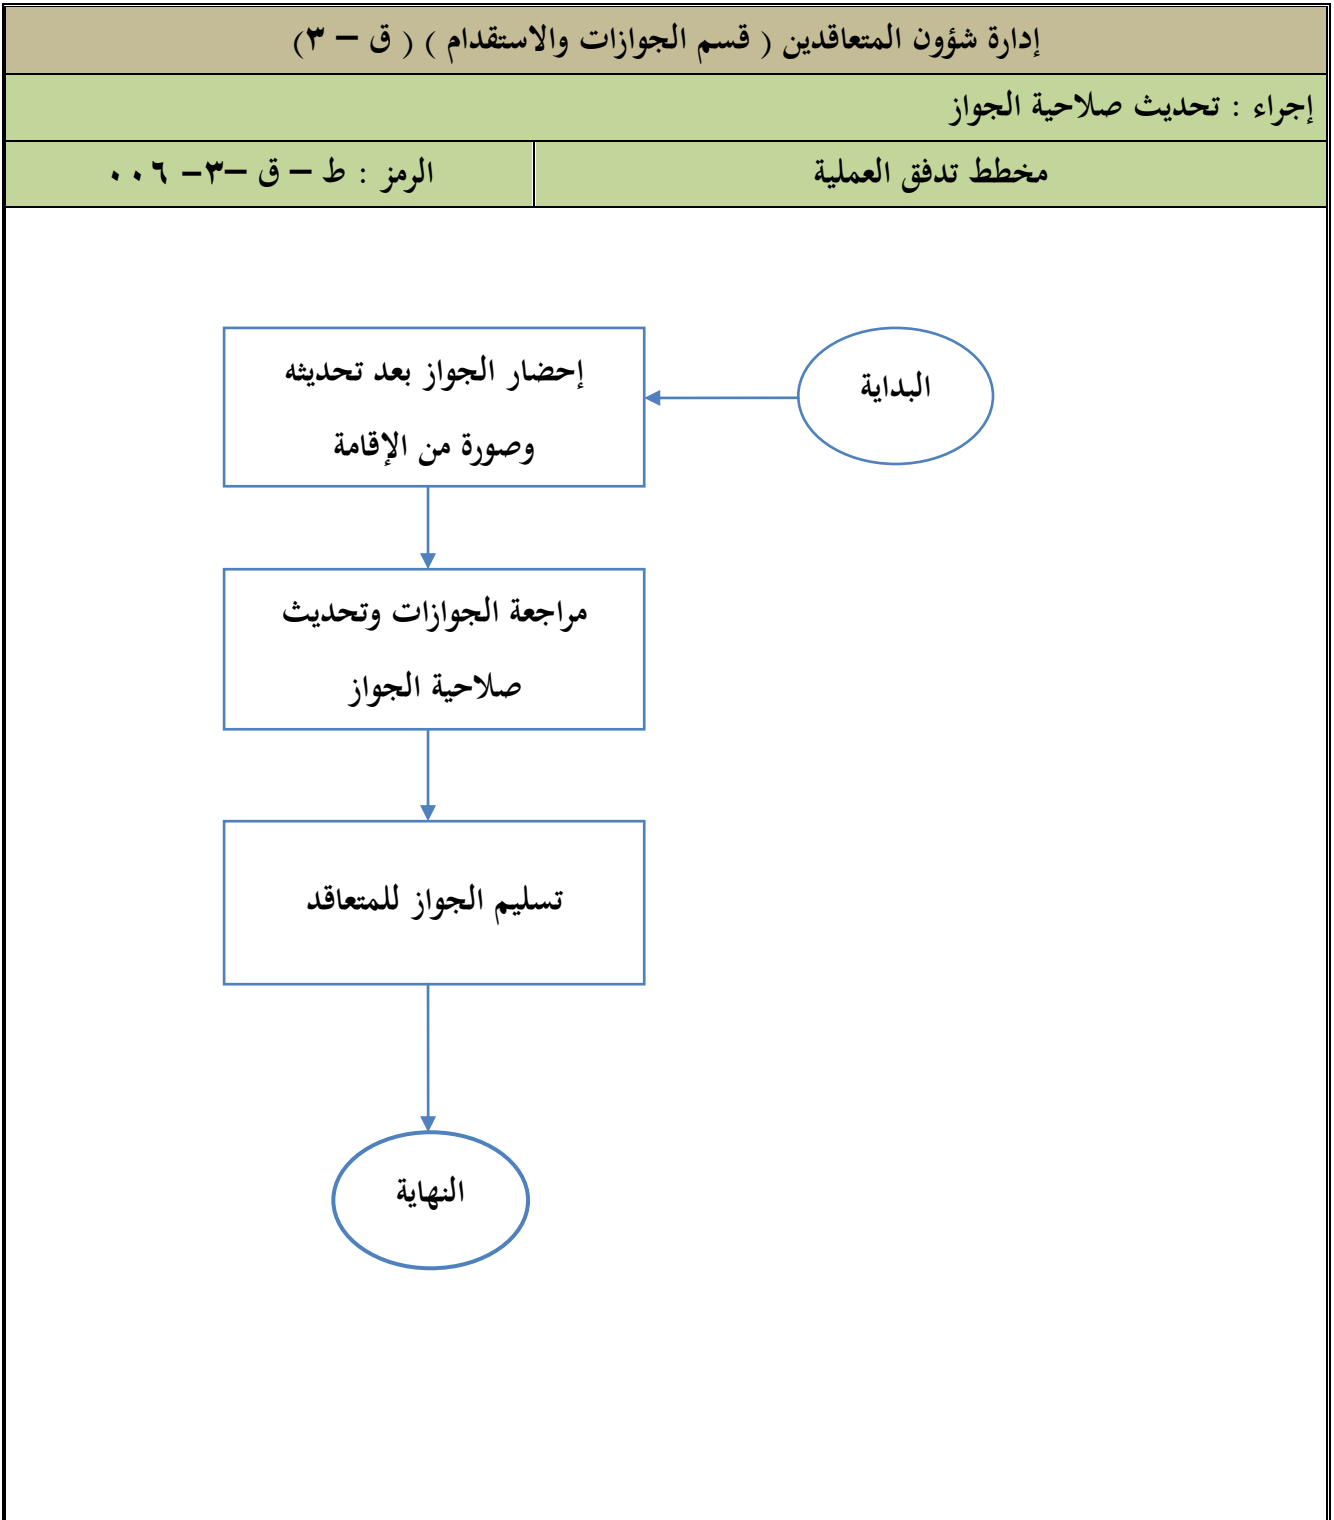 إدارة شؤون المتعاقدين ( قسم الجوازات والاستقدام ) ( ق – ٣)
إجراء : تحديث صلاحية الجواز
مخطط تدفق العملية
الرمز : ط – ق –٣– ٠٠٦
البداية
إحضار الجواز بعد تحديثه
وصورة من الإقامة
مراجعة الجوازات وتحديث
صلاحية الجواز
تسليم الجواز للمتعاقد
النهاية